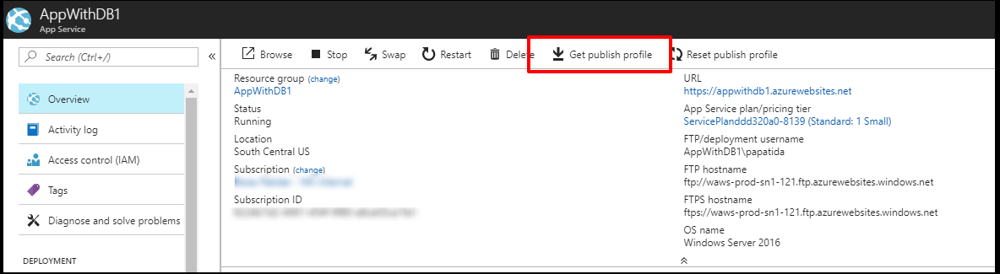 AppWithDB1
App Service
Search (Ctrl+/)
Overview
Activity log
Access control (IAM)
Tags
Diagnose and solve problems
DEPLOYMENT
Browse Stop Swap Restart Delete Get publish profile Reset publish profile
Resource group (change)
AppWithDB1
Status
Running
Location
South Central US
Subscription (change)
Subscription ID
URL
https://appwithdb1.azurewebsites.net
App Service plan/pricing tier
ServicePlanddd320a0-8139 (Standard: 1 Small)
FTP/deployment username
AppWithDB1\papatida
FTP hostname
ftp://waws-prod-sn1-121.ftp.azurewebsites.windows.net
FTPS hostname
ftps://waws-prod-sn1-121.ftp.azurewebsites.windows.net
OS name
Windows Server 2016